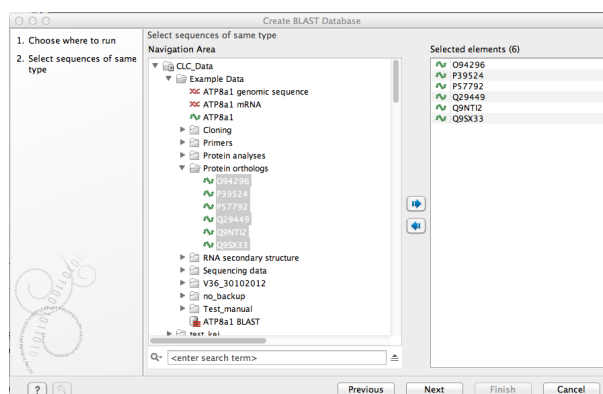 Create BLAST Database
1. Choose where to run
2. Select sequences of same
type
Select sequences of same type
Navigation Area
CLC_Data
Example Data
ATP8a1 genomic sequence
ATP8a1 mRNA
ATP8a1
Cloning
Primers
Protein analyses
Protein orthologs
O94296
P39524
P57792
Q29449
Q9NTI2
Q9SX33
RNA secondary structure
Sequencing data
V36_30102012
no_backup
Test_manual
ATP8a1 BLAST
test_kei
<enter search term>
Selected elements (6)
O94296
P39524
P57792
Q29449
Q9NTI2
Q9SX33
?
Previous
Next
Finish
Cancel